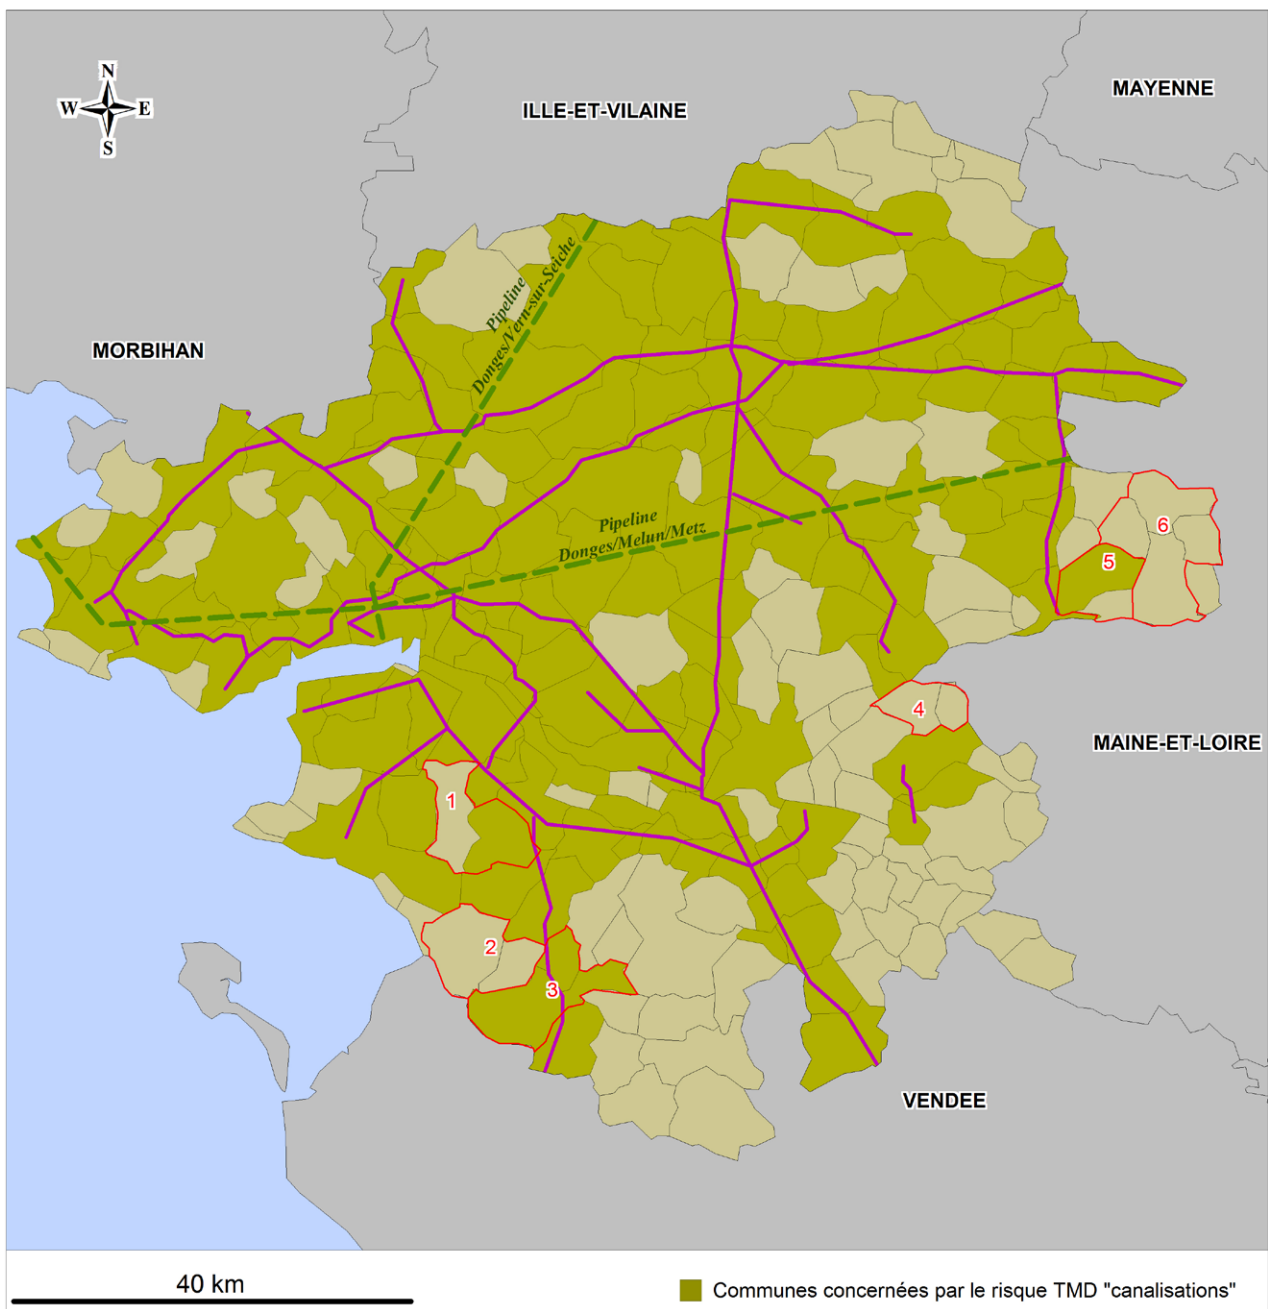 N
W E
S
ILLE-ET-VILAINE
MAYENNE
MORBIHAN
Pipeline
Donges/Vern-sur-Seiche
Pipeline
Donges/Melun/Metz
6
5
4
MAINE-ET-LOIRE
1
2
3
VENDEE
40 km
Communes concernées par le risque TMD "canalisations"